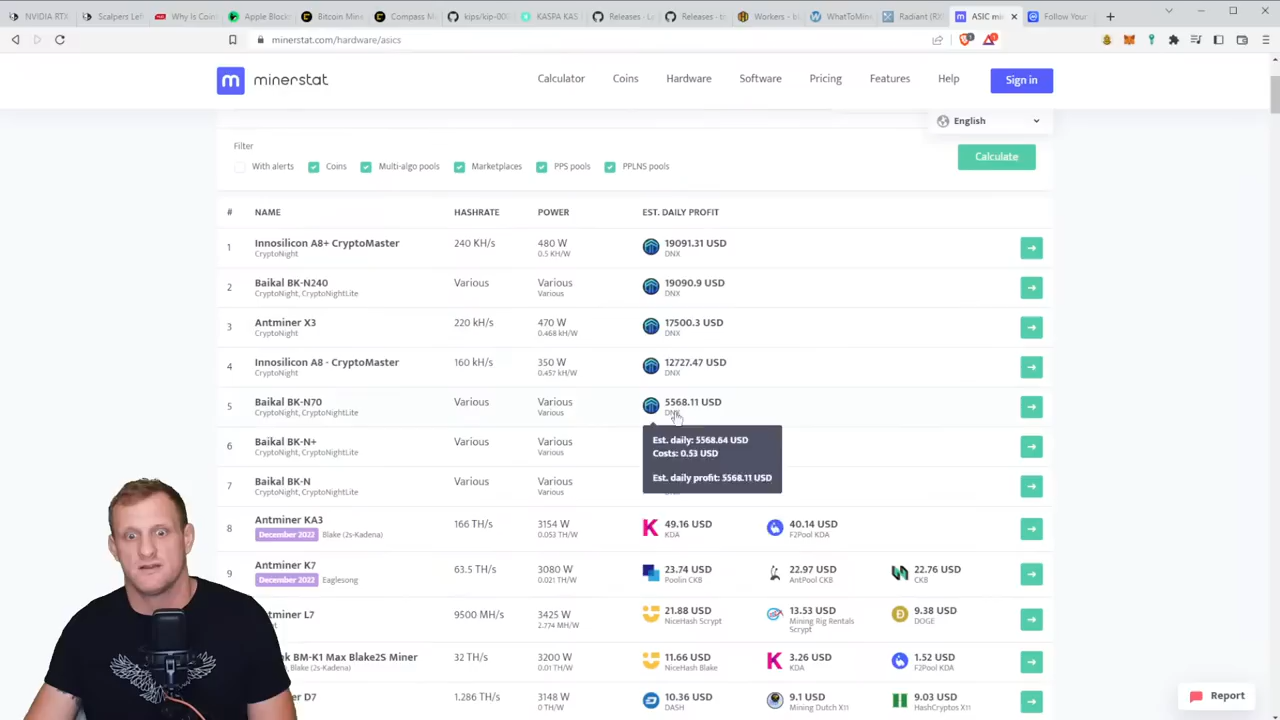 NVIDIA RTX
Scalpers Left
Why Is Coin
Apple Block
Bitcoin Mine
Compass M
kips/kip-000
KASPA KAS
Releases · L
Releases · t
Workers - b
WhatToMine
Radiant (RX
ASIC mi
Follow Your
minerstat.com/hardware/asics
m minerstat
Calculator
Coins
Hardware
Software
Pricing
Features
Help
Sign in
English
Filter
With alerts
Coins
Multi-algo pools
Marketplaces
PPS pools
PPLNS pools
Calculate
# NAME HASHRATE POWER EST. DAILY PROFIT
1 Innosilicon A8+ CryptoMaster 240 KH/s 480 W 19091.31 USD
CryptoNight 0.5 KH/W DNX
2 Baikal BK-N240 Various Various 19090.9 USD
CryptoNight, CryptoNightLite Various DNX
3 Antminer X3 220 kH/s 470 W 17500.3 USD
CryptoNight 0.468 kH/W DNX
4 Innosilicon A8 - CryptoMaster 160 kH/s 350 W 12727.47 USD
CryptoNight 0.457 kH/W DNX
5 Baikal BK-N70 Various Various 5568.11 USD
CryptoNight, CryptoNightLite Various DNX
6 Baikal BK-N+ Various Various
CryptoNight, CryptoNightLite Various
Est. daily: 5568.64 USD
Costs: 0.53 USD
Est. daily profit: 5568.11 USD
7 Baikal BK-N Various Various
CryptoNight, CryptoNightLite Various
8 Antminer KA3 166 TH/s 3154 W 49.16 USD 40.14 USD
December 2022 Blake (2s-Kadena) 0.053 TH/W KDA F2Pool KDA
9 Antminer K7 63.5 TH/s 3080 W 23.74 USD 22.97 USD 22.76 USD
December 2022 Eaglesong 0.021 TH/W Poolin CKB AntPool CKB CKB
tminer L7 9500 MH/s 3425 W 21.88 USD 13.53 USD 9.38 USD
2.774 MH/W NiceHash Scrypt Mining Rig Rentals DOGE
Scrypt
k BM-K1 Max Blake2S Miner 32 TH/s 3200 W 11.66 USD 3.26 USD 1.52 USD
Blake (2s-Kadena) 0.01 TH/W NiceHash Blake KDA F2Pool KDA
miner D7 1.286 TH/s 3148 W 10.36 USD 9.1 USD 9.03 USD
0 TH/W DASH Mining Dutch X11 HashCryptos X11
Report